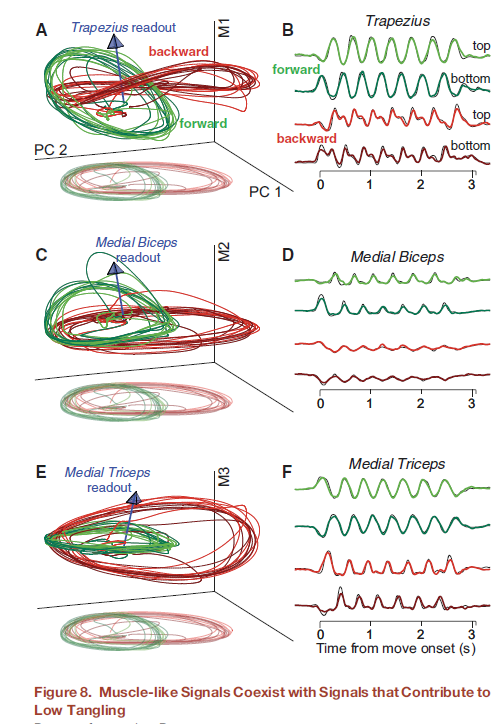 A
Trapezius readout
M1
backward
forward
PC 2
PC 1
B
Trapezius
top
forward
bottom
top
backward
bottom
0 1 2 3
C
Medial Biceps
readout
M2
D
Medial Biceps
0 1 2 3
E
Medial Triceps
readout
M3
F
Medial Triceps
0 1 2 3
Time from move onset (s)
Figure 8. Muscle-like Signals Coexist with Signals that Contribute to
Low Tangling